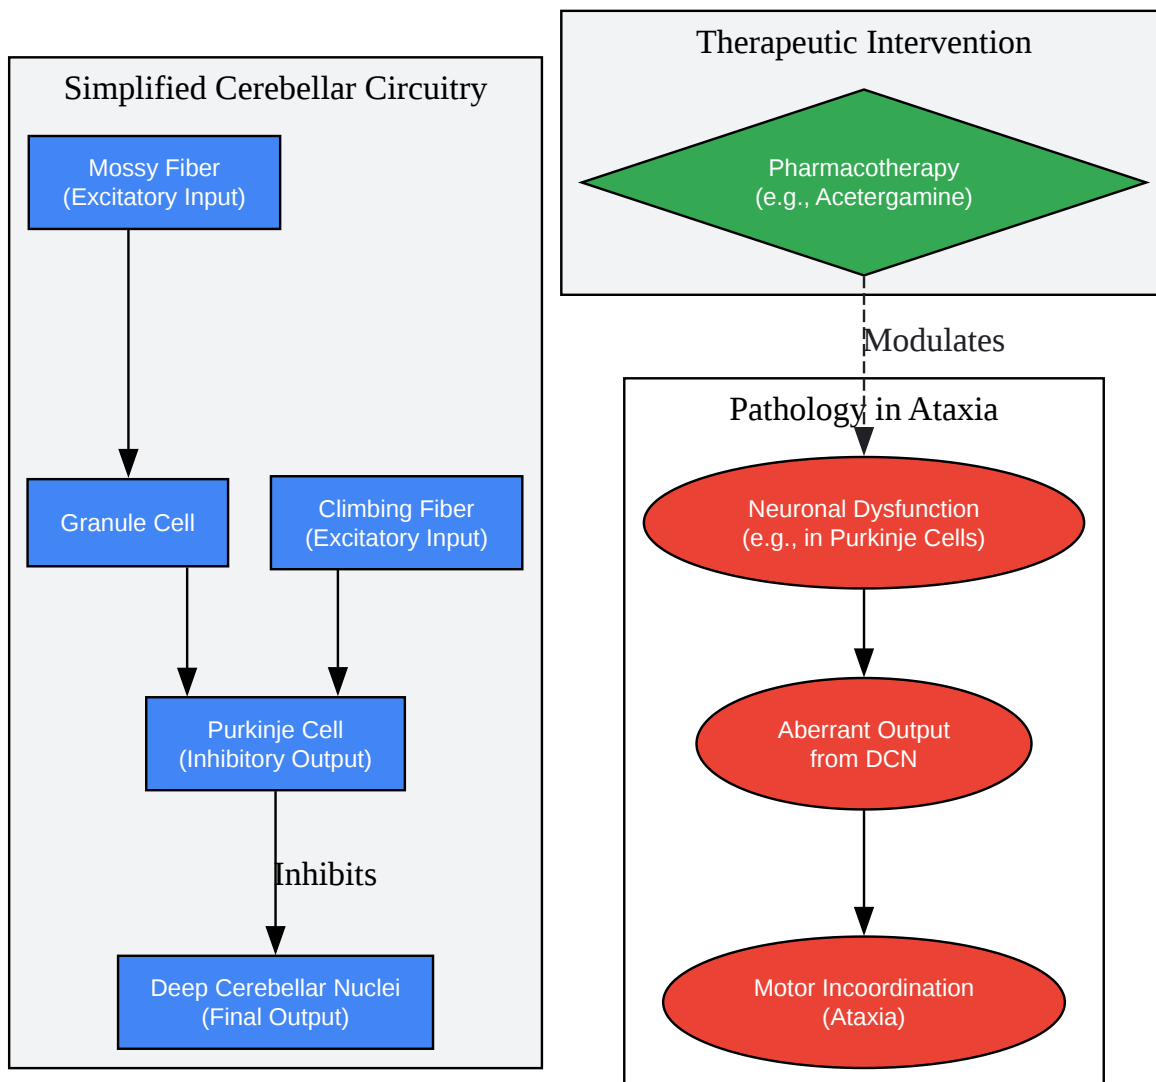 Simplified Cerebellar Circuitry
Mossy Fiber
(Excitatory Input)
Granule Cell
Climbing Fiber
(Excitatory Input)
Purkinje Cell
(Inhibitory Output)
Inhibits
Deep Cerebellar Nuclei
(Final Output)
Therapeutic Intervention
Pharmacotherapy
(e.g., Acetergamine)
Modulates
Pathology in Ataxia
Neuronal Dysfunction
(e.g., in Purkinje Cells)
Aberrant Output
from DCN
Motor Incoordination
(Ataxia)